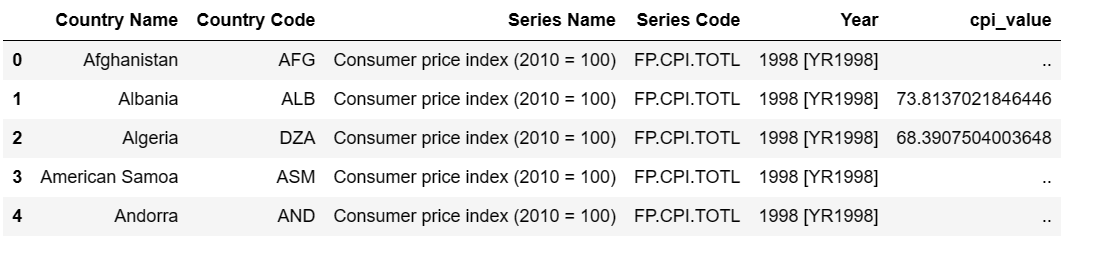 Country Name Country Code Series Name Series Code Year cpi_value
0 Afghanistan AFG Consumer price index (2010 = 100) FP.CPI.TOTL 1998 [YR1998] ..
1 Albania ALB Consumer price index (2010 = 100) FP.CPI.TOTL 1998 [YR1998] 73.8137021846446
2 Algeria DZA Consumer price index (2010 = 100) FP.CPI.TOTL 1998 [YR1998] 68.3907504003648
3 American Samoa ASM Consumer price index (2010 = 100) FP.CPI.TOTL 1998 [YR1998] ..
4 Andorra AND Consumer price index (2010 = 100) FP.CPI.TOTL 1998 [YR1998] ..